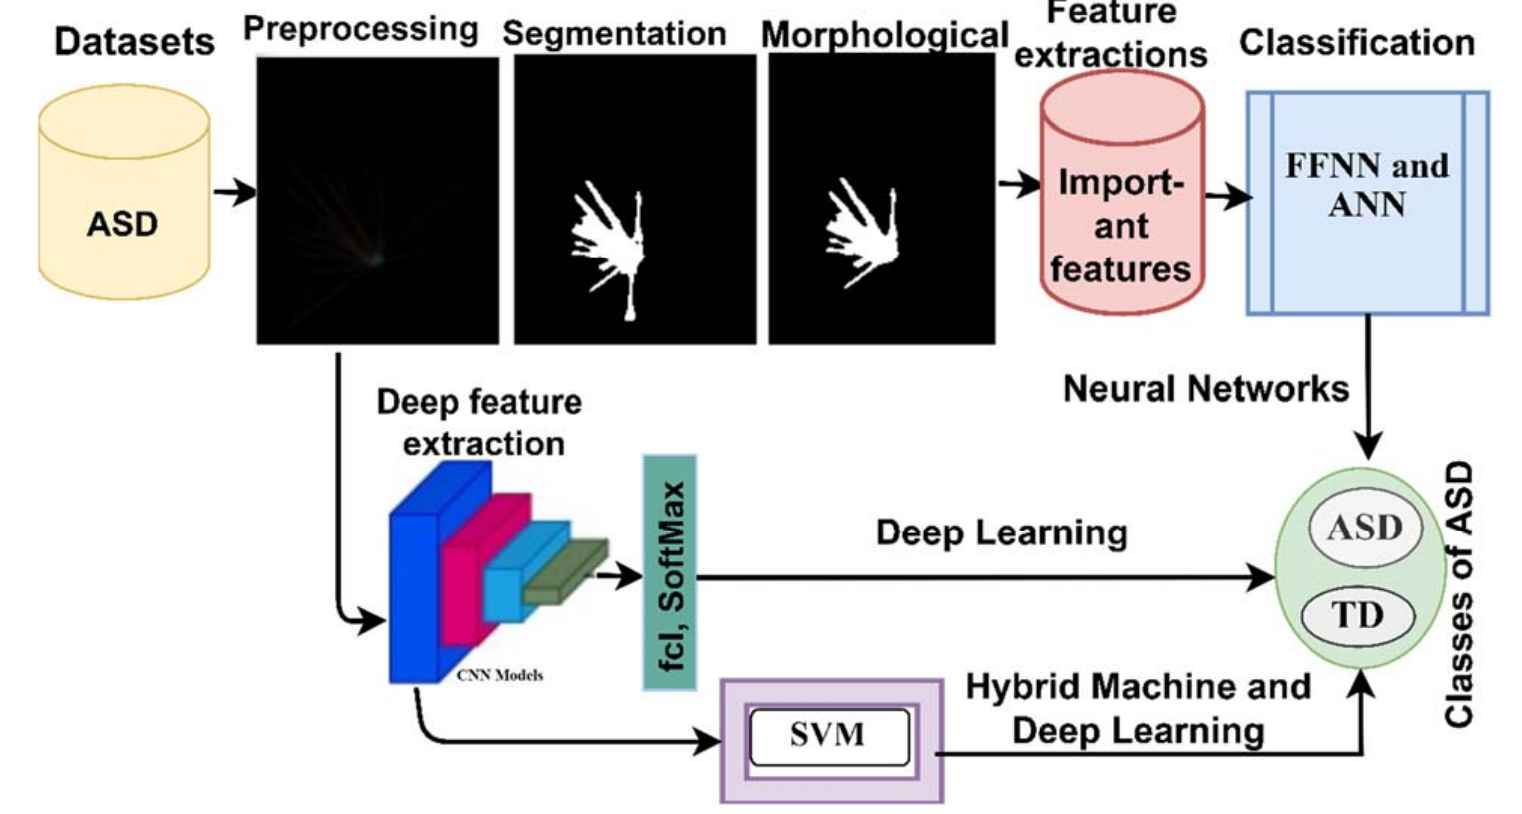 Datasets
Preprocessing
Segmentation
Morphological
Feature
extractions
Classification
ASD
Import-
ant
features
FFNN and
ANN
Neural Networks
Deep feature
extraction
CNN Models
fcl, SoftMax
Deep Learning
ASD
TD
Classes of ASD
SVM
Hybrid Machine and
Deep Learning